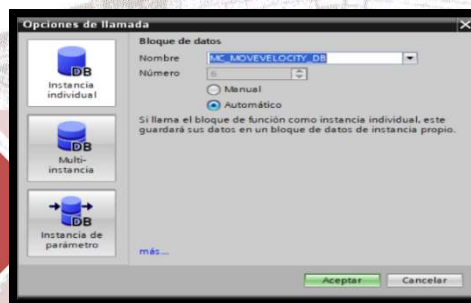 Opciones de llamada
Bloque de datos
Nombre MC_MOVEVELOCITY_DB
Número 6
Manual
Automático
Si llama el bloque de función como instancia individual, este
guardará sus datos en un bloque de datos de instancia propio.
más...
DB
Instancia
individual
DB
Multi-
instancia
DB
Instancia de
parámetro
Aceptar Cancelar